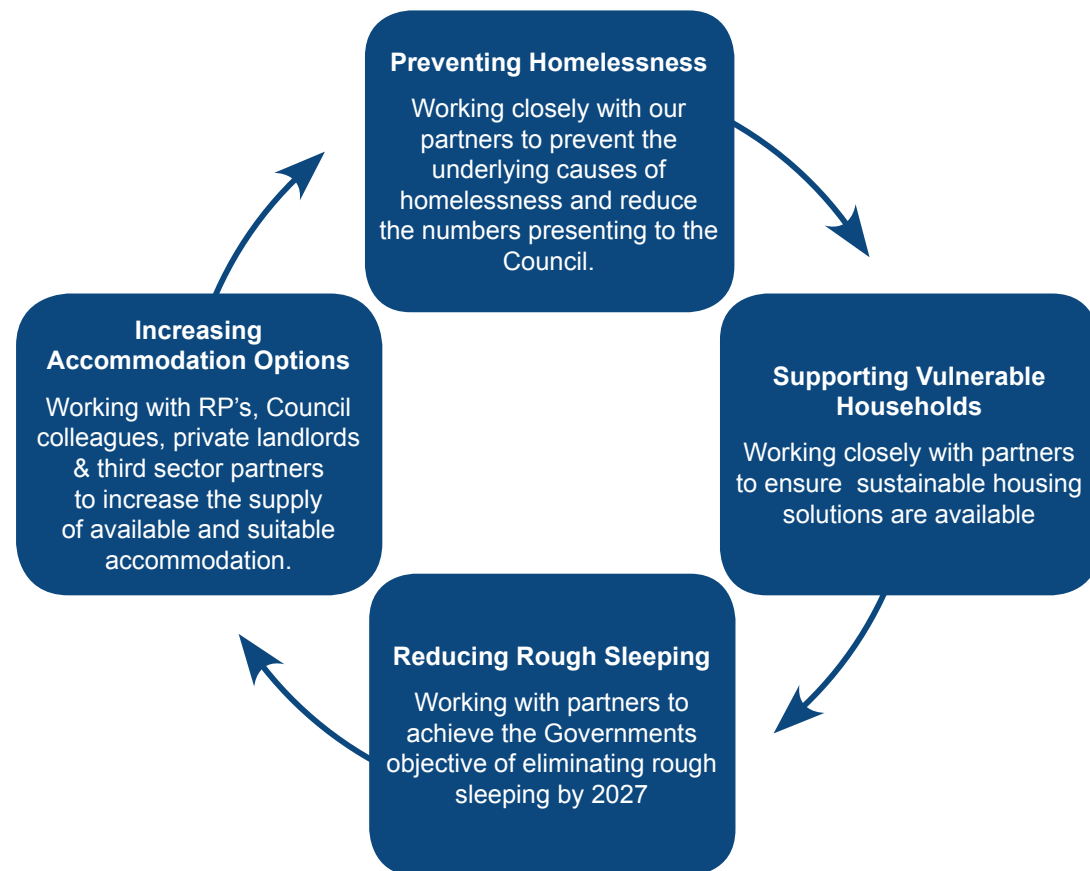 Preventing Homelessness
Working closely with our
partners to prevent the
underlying causes of
homelessness and reduce
the numbers presenting to the
Council.
Supporting Vulnerable
Households
Working closely with partners
to ensure  sustainable housing
solutions are available
Reducing Rough Sleeping
Working with partners to
achieve the Governments
objective of eliminating rough
sleeping by 2027
Increasing
Accommodation Options
Working with RP’s, Council
colleagues, private landlords
& third sector partners
to increase the supply
of available and suitable
accommodation.